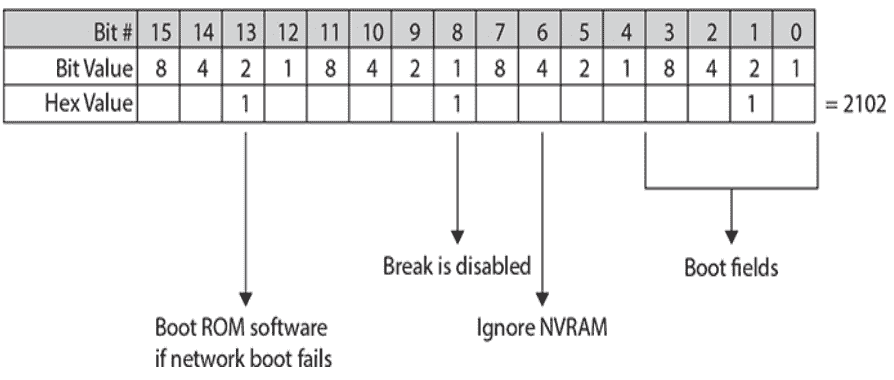 Bit # 15 14 13 12 11 10 9 8 7 6 5 4 3 2 1 0
Bit Value 8 4 2 1 8 4 2 1 8 4 2 1 8 4 2 1
Hex Value 1 1 1 = 2102
Break is disabled
Boot fields
Boot ROM software
if network boot fails
Ignore NVRAM